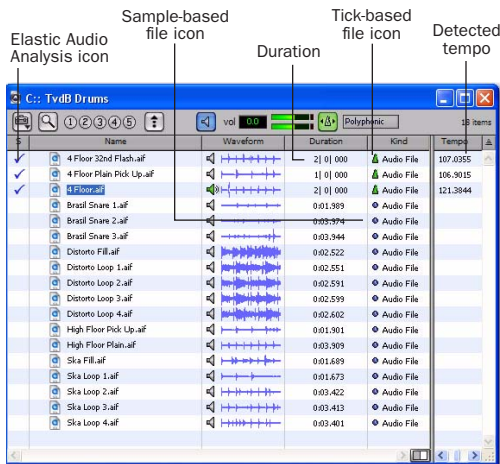 Elastic Audio
Analysis icon
Sample-based
file icon
Duration
Tick-based
file icon
Detected
tempo
C:: TvdB Drums
1 2 3 4 5 vol 0.0 Polyphonic 18 items
S Name Waveform Duration Kind Tempo
4 Floor 32nd Flash.aif 2| 0| 000 Audio File 107.0355
4 Floor Plain Pick Up.aif 1| 0| 000 Audio File 106.9015
4 Floor.aif 2| 0| 000 Audio File 121.3844
Brasil Snare 1.aif 0:01.989 Audio File
Brasil Snare 2.aif 0:03.974 Audio File
Brasil Snare 3.aif 0:03.944 Audio File
Distorto Fill.aif 0:02.522 Audio File
Distorto Loop 1.aif 0:02.551 Audio File
Distorto Loop 2.aif 0:02.591 Audio File
Distorto Loop 3.aif 0:02.599 Audio File
Distorto Loop 4.aif 0:02.602 Audio File
High Floor Pick Up.aif 0:01.901 Audio File
High Floor Plain.aif 0:03.909 Audio File
Ska Fill.aif 0:01.689 Audio File
Ska Loop 1.aif 0:01.673 Audio File
Ska Loop 2.aif 0:03.422 Audio File
Ska Loop 3.aif 0:03.413 Audio File
Ska Loop 4.aif 0:03.401 Audio File